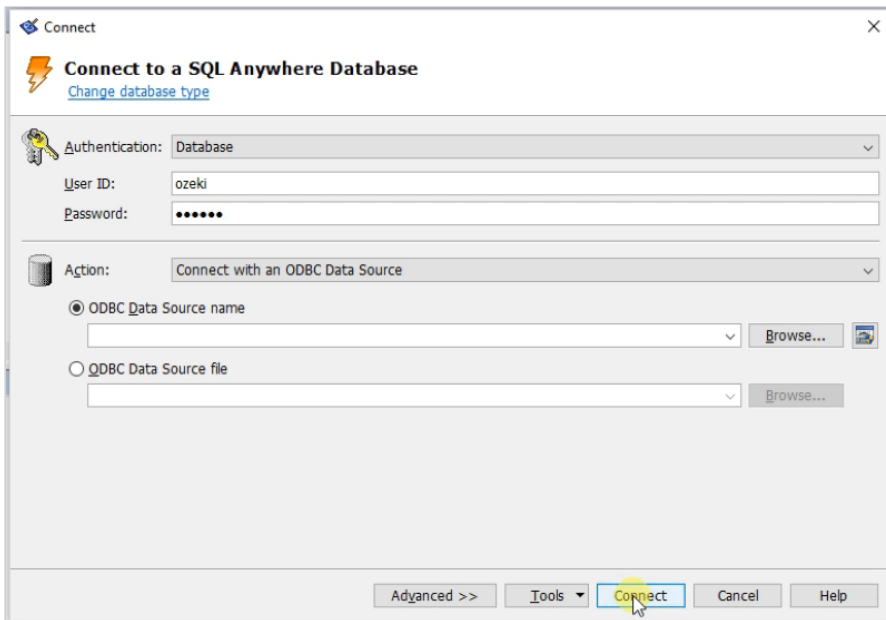 Connect
Connect to a SQL Anywhere Database
Change database type
Authentication: Database
User ID: ozeki
Password: ••••••
Action: Connect with an ODBC Data Source
ODBC Data Source name
Browse...
ODBC Data Source file
Browse...
Advanced >> Tools Connect Cancel Help